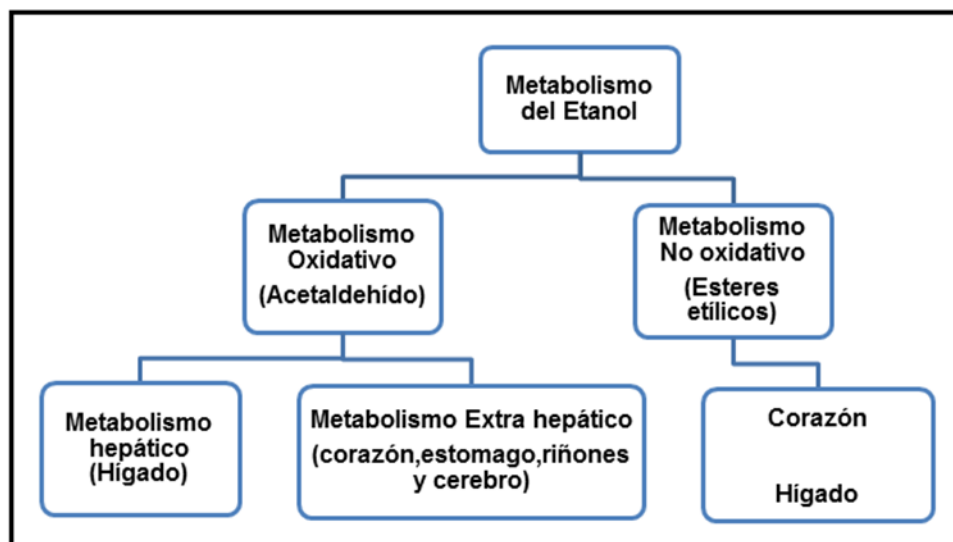 Metabolismo
del Etanol
Metabolismo
Oxidativo
(Acetaldehído)
Metabolismo
No oxidativo
(Esteres
etílicos)
Metabolismo
hepático
(Hígado)
Metabolismo Extra hepático
(corazón,estomago,riñones
y cerebro)
Corazón
Hígado